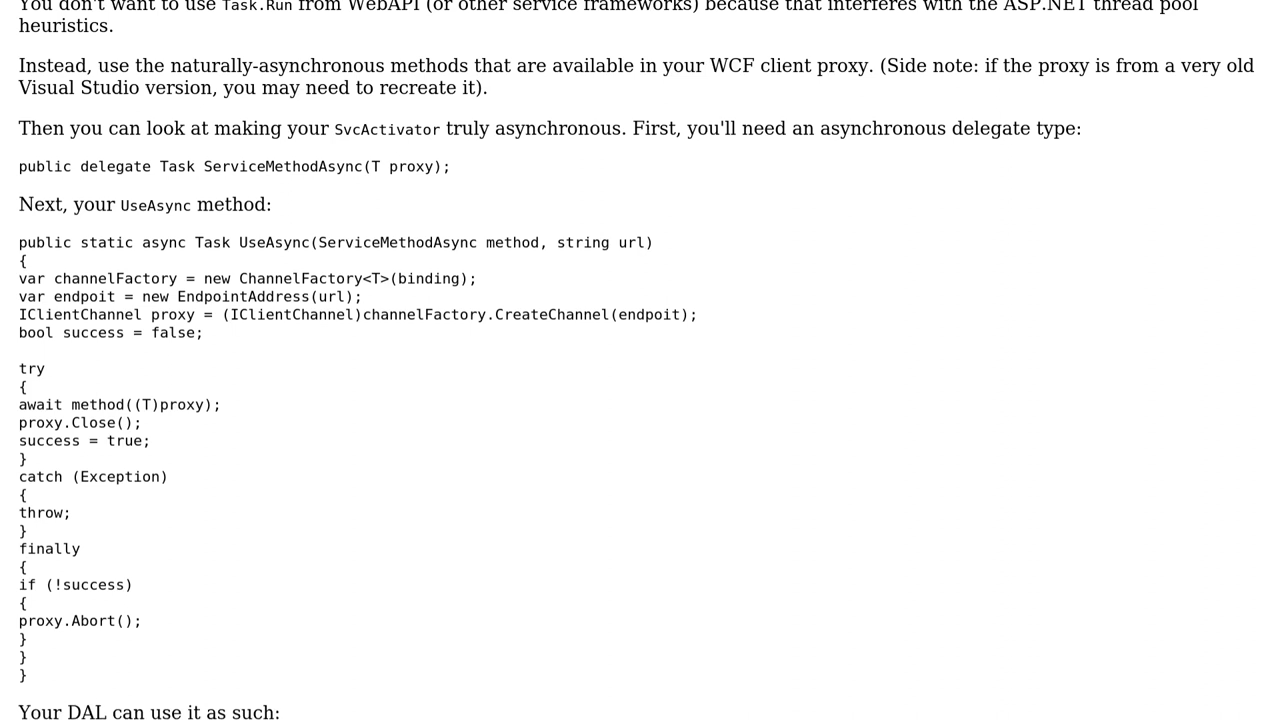 You don't want to use Task.Run from WebAPI (or other service frameworks) because that interferes with the ASP.NET thread pool
heuristics.
Instead, use the naturally-asynchronous methods that are available in your WCF client proxy. (Side note: if the proxy is from a very old
Visual Studio version, you may need to recreate it).
Then you can look at making your SvcActivator truly asynchronous. First, you'll need an asynchronous delegate type:
public delegate Task ServiceMethodAsync(T proxy);
Next, your UseAsync method:
public static async Task UseAsync(ServiceMethodAsync method, string url)
{
var channelFactory = new ChannelFactory<T>(binding);
var endpoit = new EndpointAddress(url);
IClientChannel proxy = (IClientChannel)channelFactory.CreateChannel(endpoit);
bool success = false;
try
{
await method((T)proxy);
proxy.Close();
success = true;
}
catch (Exception)
{
throw;
}
finally
{
if (!success)
{
proxy.Abort();
}
}
}
Your DAL can use it as such: